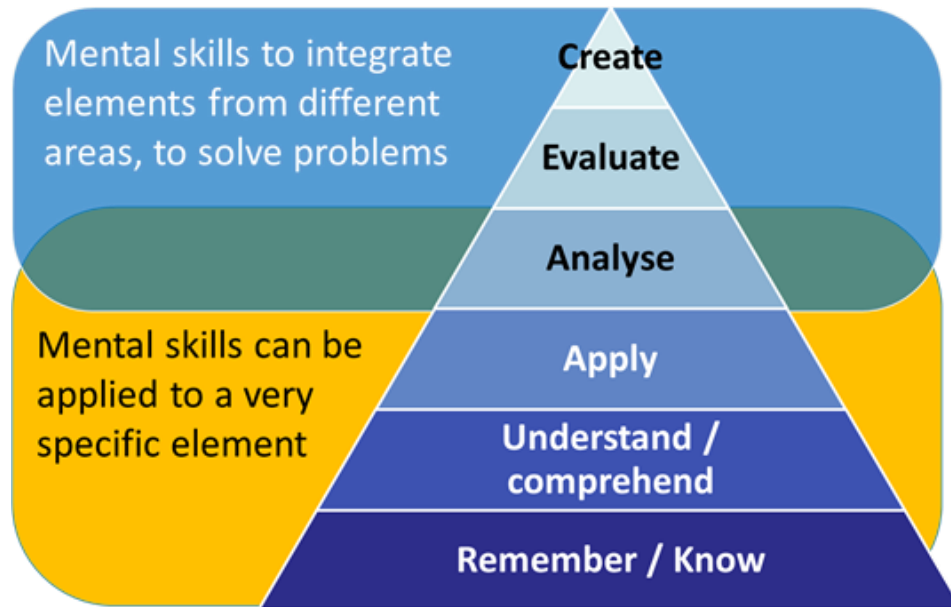 Mental skills to integrate
elements from different
areas, to solve problems
Create
Evaluate
Analyse
Mental skills can be
applied to a very
specific element
Apply
Understand /
comprehend
Remember / Know